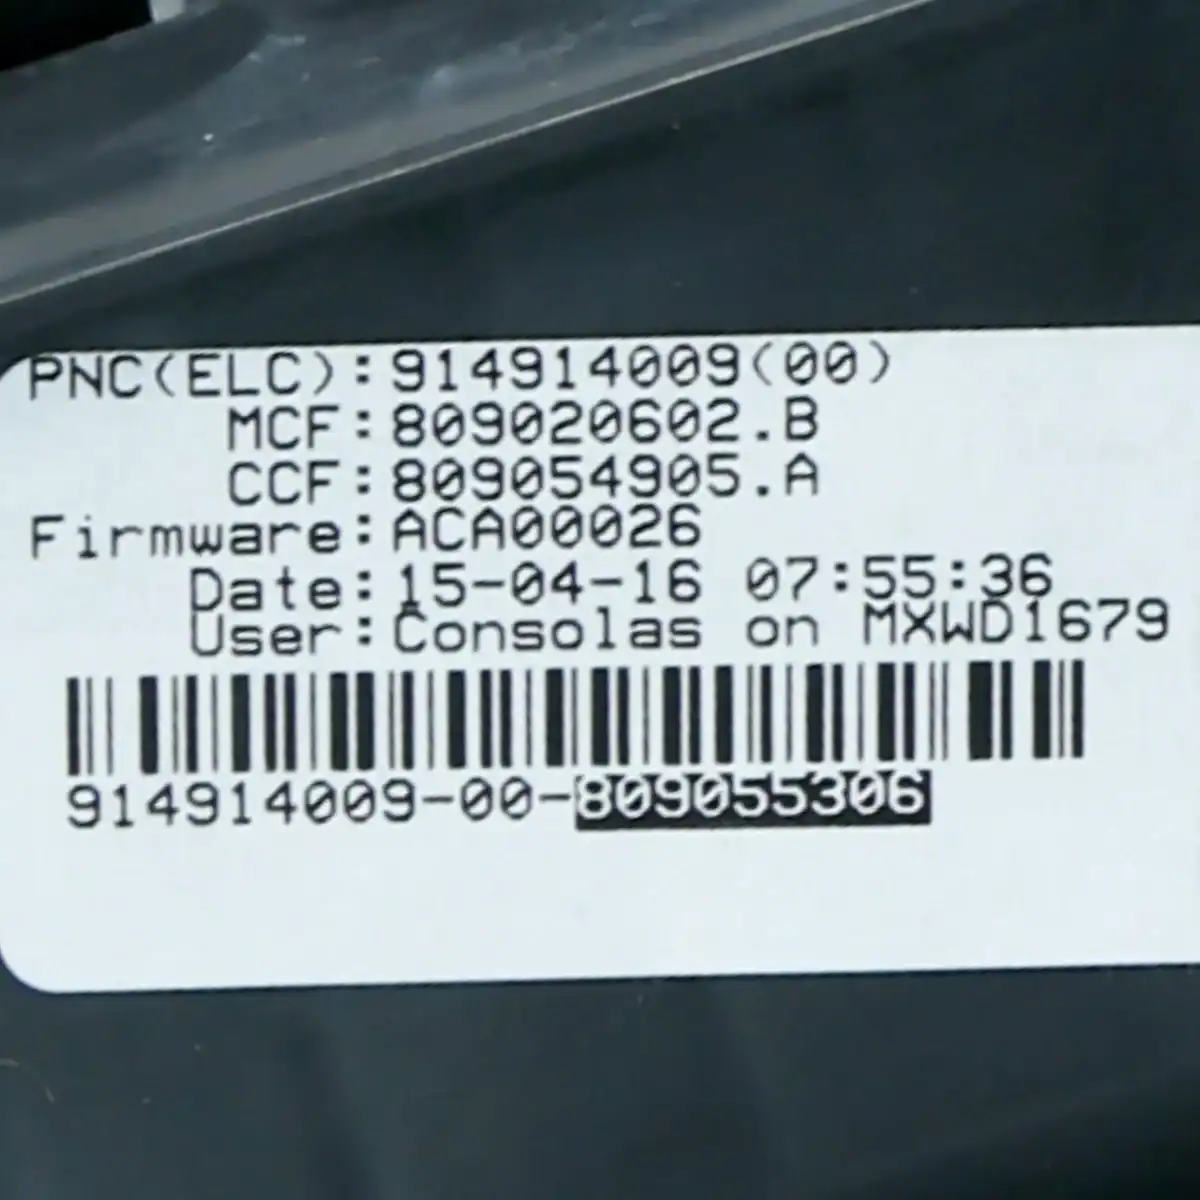 PNC(ELC):914914009(00)
MCF:809020602.B
CCF:809054905.A
Firmware:ACA00026
Date:15-04-16 07:55:36
User:Consolas on MXWD1679
914914009-00-809055306